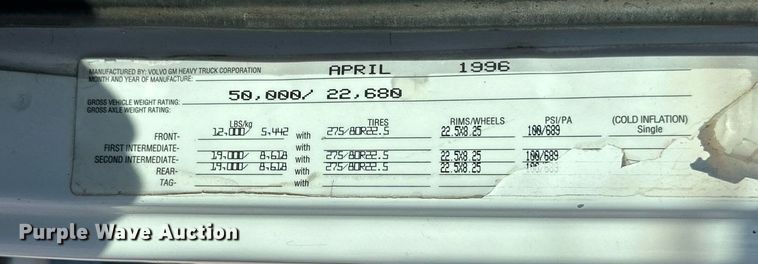 MANUFACTURED BY: VOLVO GM HEAVY TRUCK CORPORATION
MONTH AND YEAR OF MANUFACTURE: APRIL 1996
GROSS VEHICLE WEIGHT RATING: 50,000/ 22,680
GROSS AXLE WEIGHT RATING:
LBS/kg TIRES RIMS/WHEELS PSI/PA (COLD INFLATION)
FRONT- 12,000/ 5,442 with 275/80R22.5 22.5X8.25 100/689 Single
FIRST INTERMEDIATE- with
SECOND INTERMEDIATE- 19,000/ 8,618 with 275/80R22.5 22.5X8.25 100/689
REAR- 19,000/ 8,618 with 275/80R22.5 22.5X8.25
TAG- with
Purple Wave Auction